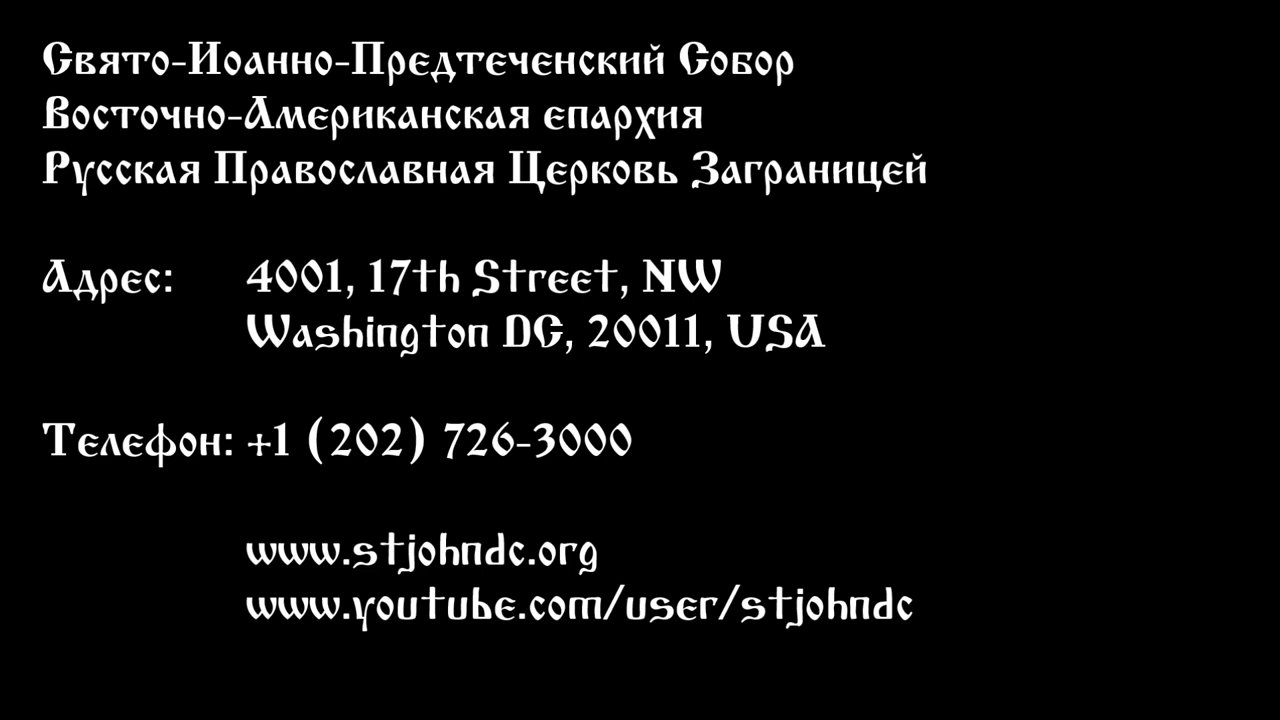 Свято-Иоанно-Предтеченский Собор
Восточно-Американская епархия
Русская Православная Церковь Заграницей
Адрес: 4001, 17th Street, NW
Washington DC, 20011, USA
Телефон: +1 (202) 726-3000
www.stjohndc.org
www.youtube.com/user/stjohndc